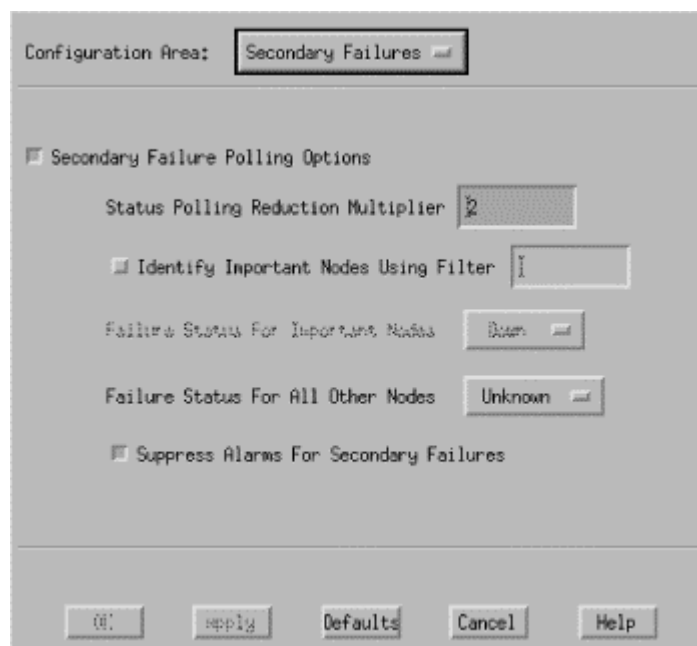 Configuration Area: Secondary Failures
Secondary Failure Polling Options
Status Polling Reduction Multiplier 2
Identify Important Nodes Using Filter
Failure Status For Important Nodes Down
Failure Status For All Other Nodes Unknown
Suppress Alarms For Secondary Failures
OK Apply Defaults Cancel Help